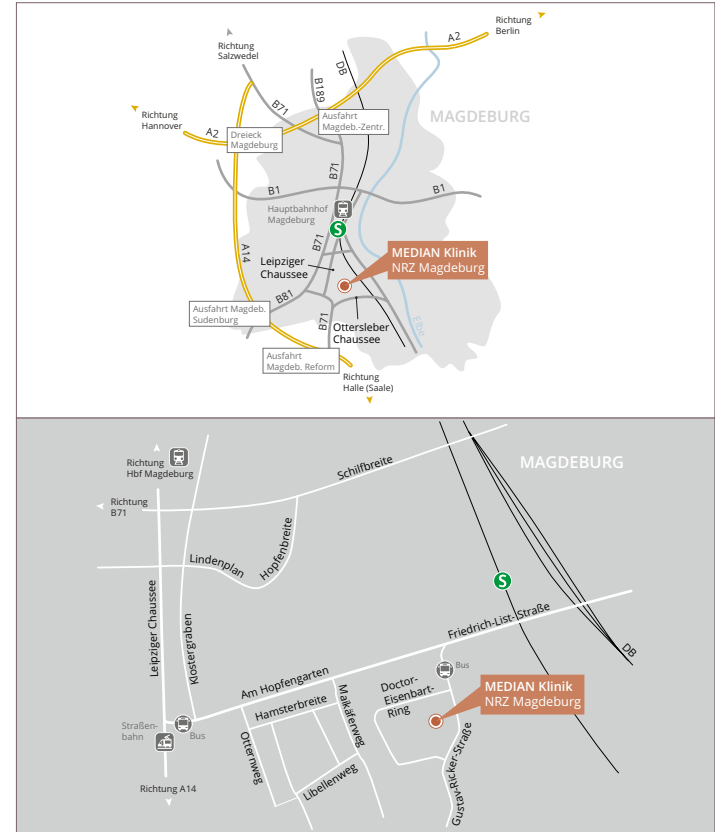 Richtung
Berlin
A2
Richtung
Salzwedel
DB
B189
B71
Richtung
Hannover
A2
Dreieck
Magdeburg
Ausfahrt
Magdeb.-Zentr.
MAGDEBURG
B71
B1
B1
Hauptbahnhof
Magdeburg
S
B71
A14
Leipziger
Chaussee
MEDIAN Klinik
NRZ Magdeburg
B81
Ausfahrt Magdeb.
Sudenburg
B71
Ottersleber
Chaussee
Elbe
Ausfahrt
Magdeb. Reform
Richtung
Halle (Saale)
Richtung
Hbf Magdeburg
Schilfbreite
MAGDEBURG
Richtung
B71
Hopfenbreite
Lindenplan
S
Leipziger Chaussee
Klostergraben
Friedrich-List-Straße
DB
Bus
Am Hopfengarten
Doctor-
Eisenbart-
Ring
MEDIAN Klinik
NRZ Magdeburg
Hamsterbreite
Maikäferweg
Straßen-
bahn
Bus
Otternweg
Libellenweg
Gustav-Ricker-Straße
Richtung A14